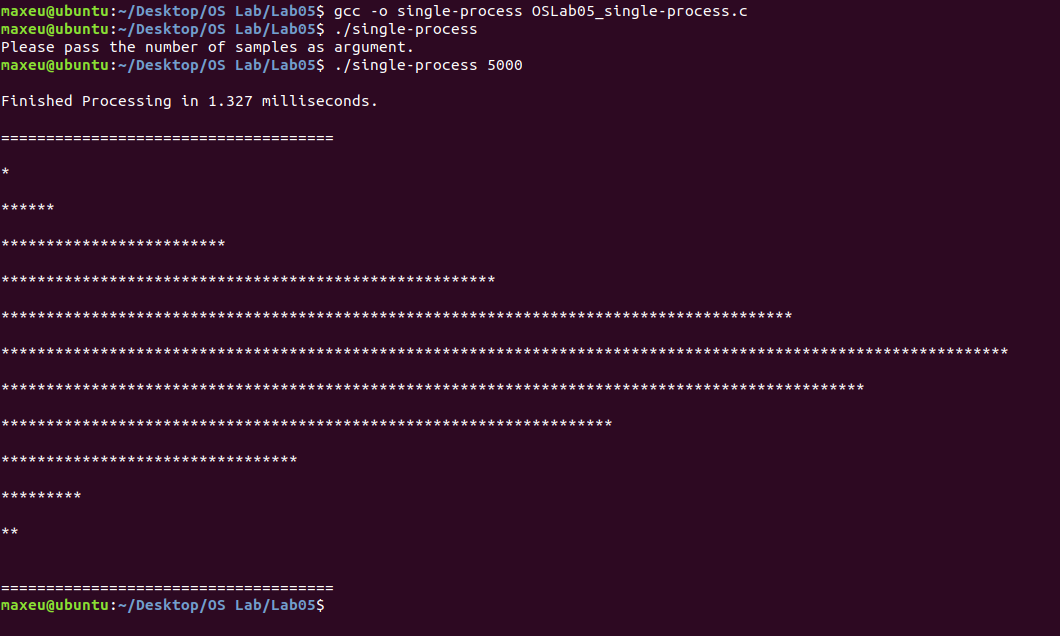 maxeu@ubuntu:~/Desktop/OS Lab/Lab05$ gcc -o single-process OSLab05_single-process.c
maxeu@ubuntu:~/Desktop/OS Lab/Lab05$ ./single-process
Please pass the number of samples as argument.
maxeu@ubuntu:~/Desktop/OS Lab/Lab05$ ./single-process 5000
Finished Processing in 1.327 milliseconds.
=====================================
*
******
*************************
*******************************************************
****************************************************************************************
****************************************************************************************************************
************************************************************************************************
********************************************************************
*********************************
*********
**
=====================================
maxeu@ubuntu:~/Desktop/OS Lab/Lab05$